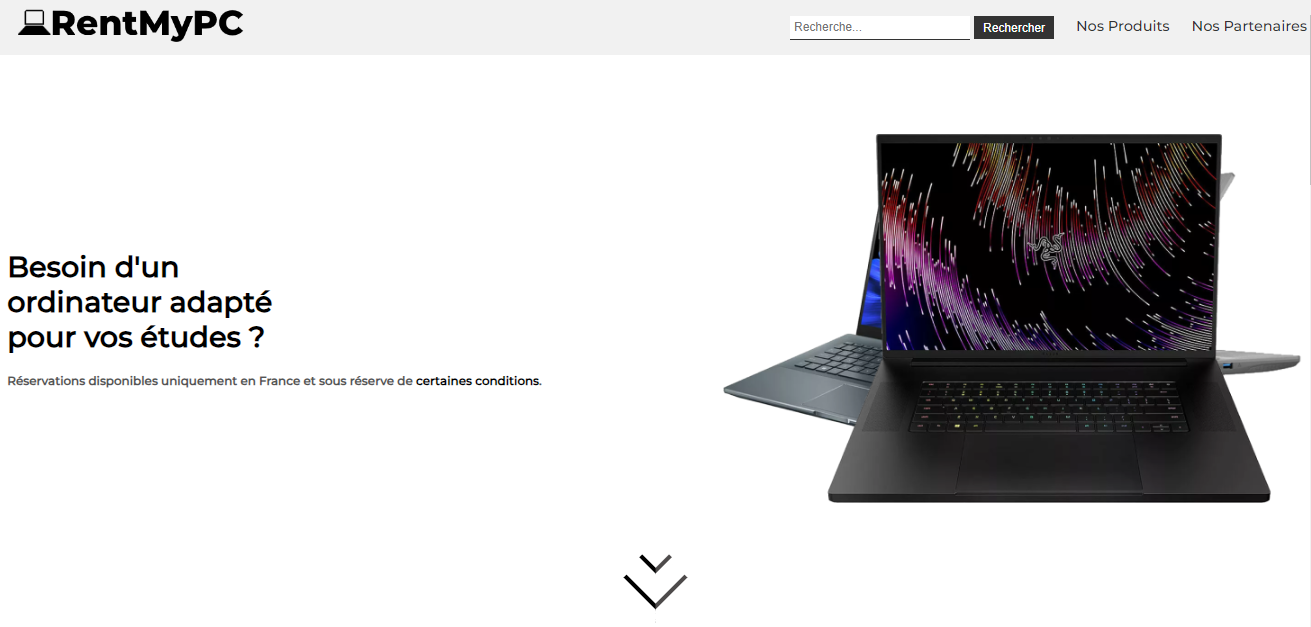 RentMyPC
Recherche...
Rechercher
Nos Produits
Nos Partenaires
Besoin d'un
ordinateur adapté
pour vos études ?
Réservations disponibles uniquement en France et sous réserve de certaines conditions.